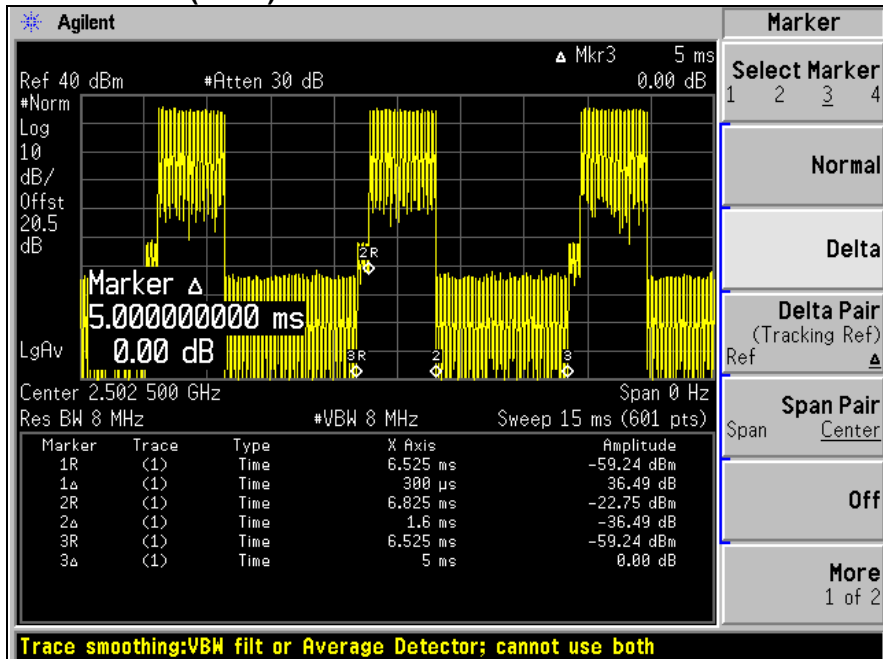 Agilent
Marker
Δ Mkr3 5 ms
Ref 40 dBm #Atten 30 dB 0.00 dB
#Norm
Log
10
dB/
Offst
20.5
dB
LgAv
2R
3R 2 3
Marker Δ
5.000000000 ms
0.00 dB
Center 2.502 500 GHz Span 0 Hz
Res BW 8 MHz #VBW 8 MHz Sweep 15 ms (601 pts)
Marker Trace Type X Axis Amplitude
1R (1) Time 6.525 ms -59.24 dBm
1Δ (1) Time 300 µs 36.49 dB
2R (1) Time 6.825 ms -22.75 dBm
2Δ (1) Time 1.6 ms -36.49 dB
3R (1) Time 6.525 ms -59.24 dBm
3Δ (1) Time 5 ms 0.00 dB
Select Marker
1 2 3 4
Normal
Delta
Delta Pair
(Tracking Ref)
Ref Δ
Span Pair
Span Center
Off
More
1 of 2
Trace smoothing:VBW filt or Average Detector; cannot use both